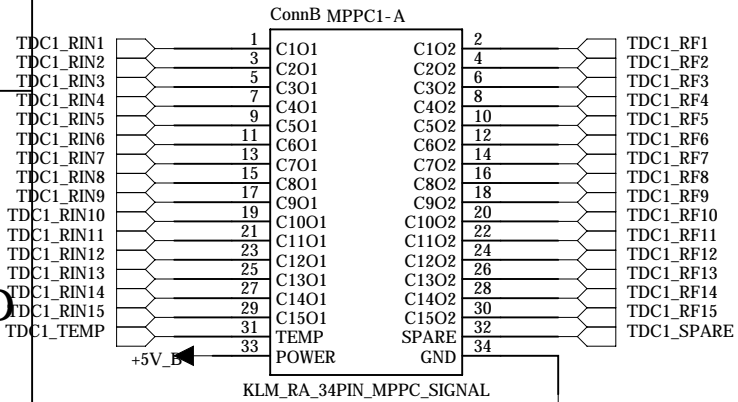 ConnB MPPC1-A
TDC1_RIN1 1 C1O1 C1O2 2 TDC1_RF1
TDC1_RIN2 3 C2O1 C2O2 4 TDC1_RF2
TDC1_RIN3 5 C3O1 C3O2 6 TDC1_RF3
TDC1_RIN4 7 C4O1 C4O2 8 TDC1_RF4
TDC1_RIN5 9 C5O1 C5O2 10 TDC1_RF5
TDC1_RIN6 11 C6O1 C6O2 12 TDC1_RF6
TDC1_RIN7 13 C7O1 C7O2 14 TDC1_RF7
TDC1_RIN8 15 C8O1 C8O2 16 TDC1_RF8
TDC1_RIN9 17 C9O1 C9O2 18 TDC1_RF9
TDC1_RIN10 19 C10O1 C10O2 20 TDC1_RF10
TDC1_RIN11 21 C11O1 C11O2 22 TDC1_RF11
TDC1_RIN12 23 C12O1 C12O2 24 TDC1_RF12
TDC1_RIN13 25 C13O1 C13O2 26 TDC1_RF13
TDC1_RIN14 27 C14O1 C14O2 28 TDC1_RF14
D
TDC1_RIN15 29 C15O1 C15O2 30 TDC1_RF15
TDC1_TEMP 31 TEMP SPARE 32 TDC1_SPARE
+5V_B 33 POWER GND 34
KLM_RA_34PIN_MPPC_SIGNAL